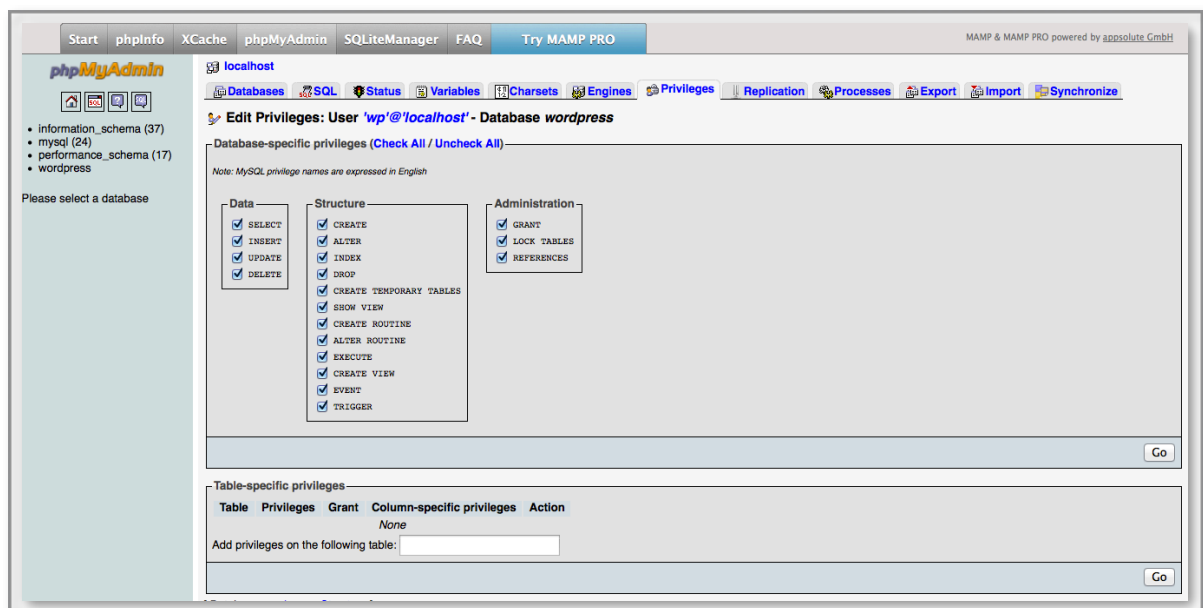 Start phpInfo XCache phpMyAdmin SQLiteManager FAQ Try MAMP PRO MAMP & MAMP PRO powered by appsolute GmbH
phpMyAdmin
information_schema (37)
mysql (24)
performance_schema (17)
wordpress
Please select a database
localhost
Databases SQL Status Variables Charsets Engines Privileges Replication Processes Export Import Synchronize
Edit Privileges: User 'wp'@'localhost' - Database wordpress
Database-specific privileges (Check All / Uncheck All)
Note: MySQL privilege names are expressed in English
Data
SELECT
INSERT
UPDATE
DELETE
Structure
CREATE
ALTER
INDEX
DROP
CREATE TEMPORARY TABLES
SHOW VIEW
CREATE ROUTINE
ALTER ROUTINE
EXECUTE
CREATE VIEW
EVENT
TRIGGER
Administration
GRANT
LOCK TABLES
REFERENCES
Go
Table-specific privileges
Table Privileges Grant Column-specific privileges Action
None
Add privileges on the following table:
Go